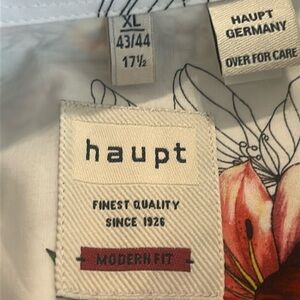 XL
43/44
17½
HAUPT
GERMANY
OVER FOR CARE
haupt
FINEST QUALITY
SINCE 1926
MODERN FIT